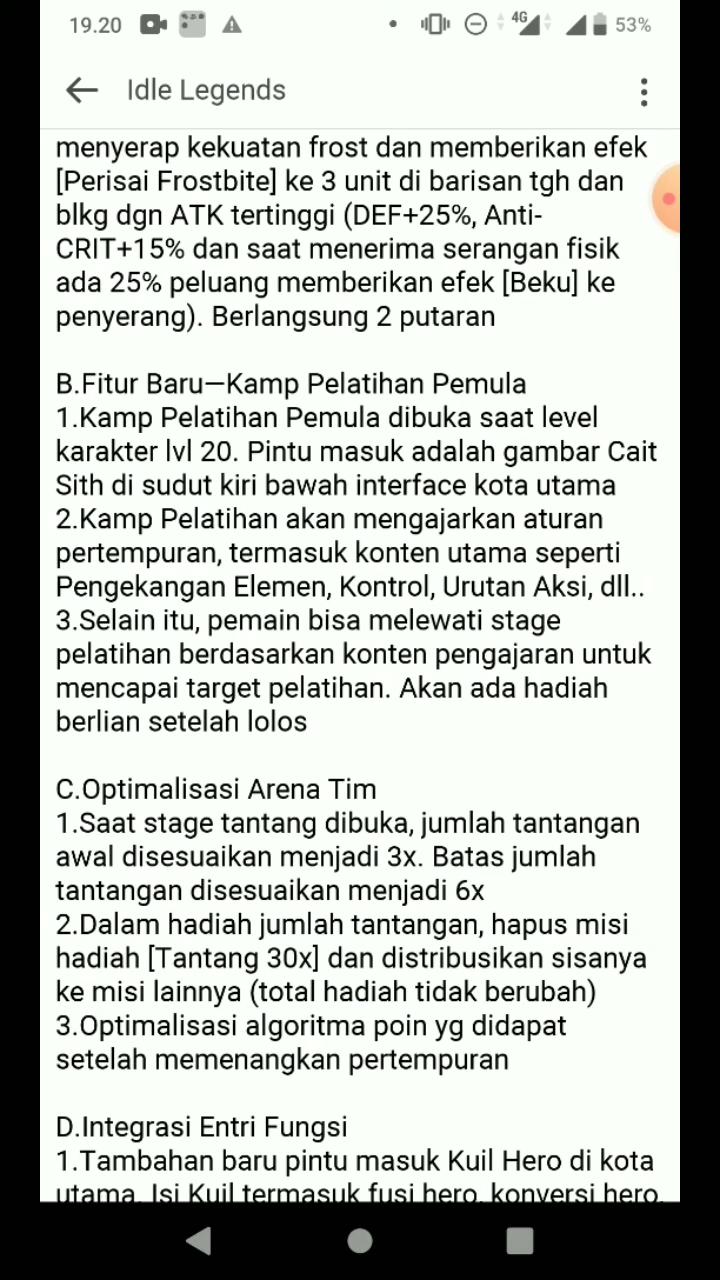 19.20
4G
53%
Idle Legends
menyerap kekuatan frost dan memberikan efek
[Perisai Frostbite] ke 3 unit di barisan tgh dan
blkg dgn ATK tertinggi (DEF+25%, Anti-
CRIT+15% dan saat menerima serangan fisik
ada 25% peluang memberikan efek [Beku] ke
penyerang). Berlangsung 2 putaran
B.Fitur Baru—Kamp Pelatihan Pemula
1.Kamp Pelatihan Pemula dibuka saat level
karakter lvl 20. Pintu masuk adalah gambar Cait
Sith di sudut kiri bawah interface kota utama
2.Kamp Pelatihan akan mengajarkan aturan
pertempuran, termasuk konten utama seperti
Pengekangan Elemen, Kontrol, Urutan Aksi, dll..
3.Selain itu, pemain bisa melewati stage
pelatihan berdasarkan konten pengajaran untuk
mencapai target pelatihan. Akan ada hadiah
berlian setelah lolos
C.Optimalisasi Arena Tim
1.Saat stage tantang dibuka, jumlah tantangan
awal disesuaikan menjadi 3x. Batas jumlah
tantangan disesuaikan menjadi 6x
2.Dalam hadiah jumlah tantangan, hapus misi
hadiah [Tantang 30x] dan distribusikan sisanya
ke misi lainnya (total hadiah tidak berubah)
3.Optimalisasi algoritma poin yg didapat
setelah memenangkan pertempuran
D.Integrasi Entri Fungsi
1.Tambahan baru pintu masuk Kuil Hero di kota
utama. Isi Kuil termasuk fusi hero, konversi hero,